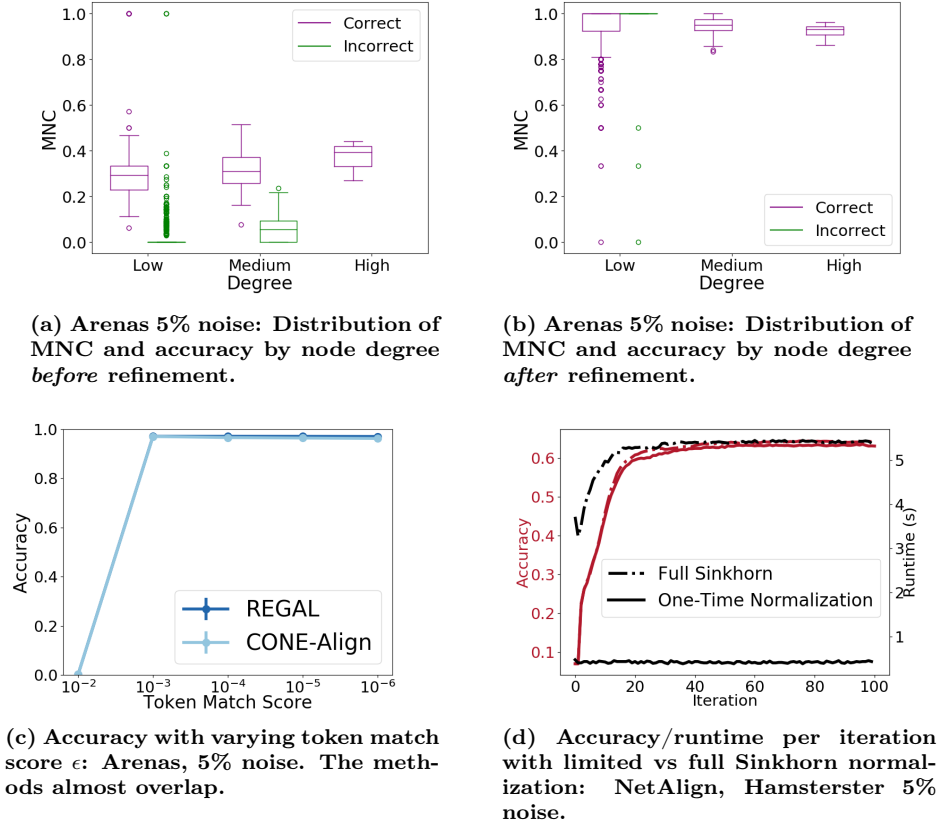 1.0
0.8
0.6
0.4
0.2
0.0
MNC
Correct
Incorrect
Low
Medium
High
Degree
(a) Arenas 5% noise: Distribution of
MNC and accuracy by node degree
before refinement.
1.0
0.8
0.6
0.4
0.2
0.0
MNC
Correct
Incorrect
Low
Medium
High
Degree
(b) Arenas 5% noise: Distribution of
MNC and accuracy by node degree
after refinement.
1.0
0.8
0.6
0.4
0.2
0.0
Accuracy
REGAL
CONE-Align
10⁻²
10⁻³
10⁻⁴
10⁻⁵
10⁻⁶
Token Match Score
(c) Accuracy with varying token match
score ϵ: Arenas, 5% noise. The meth-
ods almost overlap.
0.6
0.5
0.4
0.3
0.2
0.1
Accuracy
Full Sinkhorn
One-Time Normalization
5
4
3
2
1
Runtime (s)
0
20
40
60
80
100
Iteration
(d) Accuracy/runtime per iteration
with limited vs full Sinkhorn normal-
ization: NetAlign, Hamsterster 5%
noise.